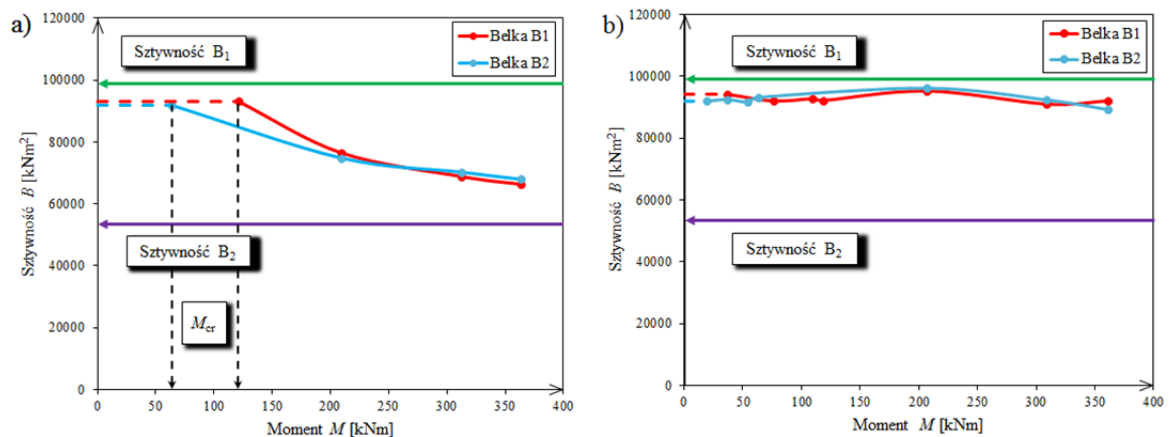 a)
120000
100000
80000
60000
40000
20000
0
Sztywność B [kNm²]
Sztywność B₁
Belka B1
Belka B2
Sztywność B₂
Mcr
0 50 100 150 200 250 300 350 400
Moment M [kNm]
b)
120000
100000
80000
60000
40000
20000
0
Sztywność B [kNm²]
Sztywność B₁
Belka B1
Belka B2
Sztywność B₂
0 50 100 150 200 250 300 350 400
Moment M [kNm]